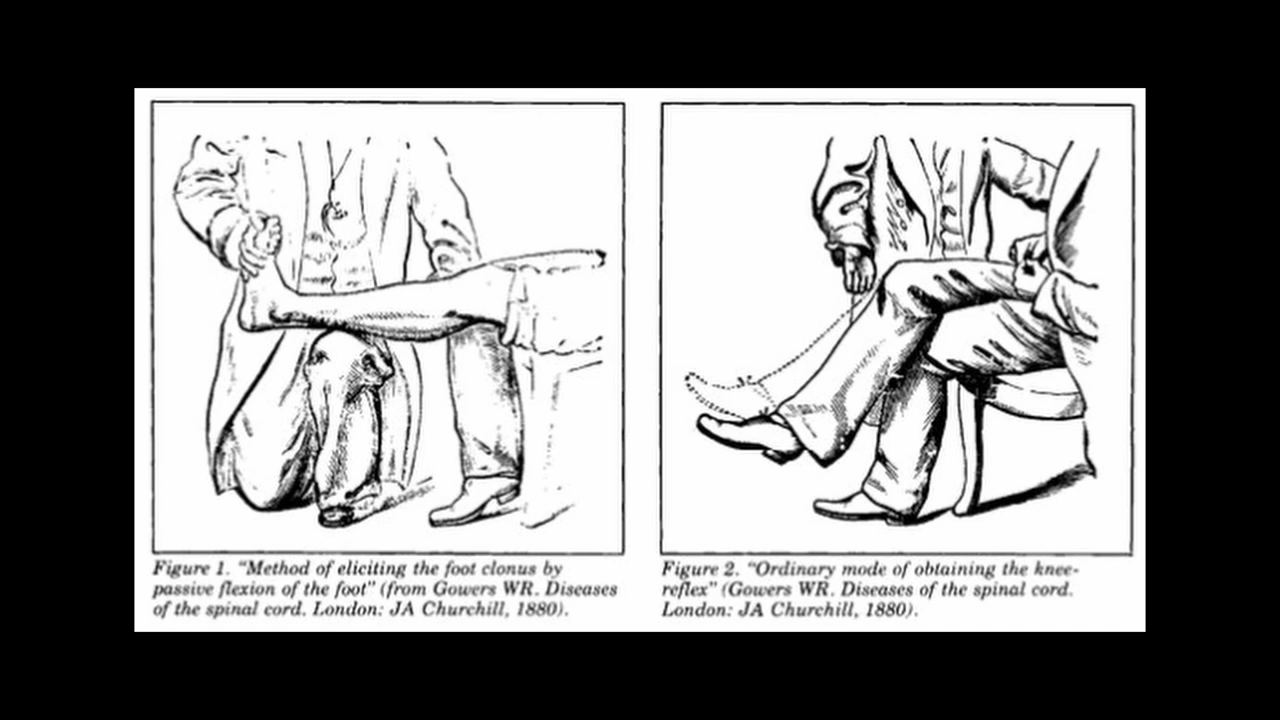 Figure 1. "Method of eliciting the foot clonus by
passive flexion of the foot" (from Gowers WR. Diseases
of the spinal cord. London: JA Churchill, 1880).
Figure 2. "Ordinary mode of obtaining the knee-
reflex" (Gowers WR. Diseases of the spinal cord.
London: JA Churchill, 1880).